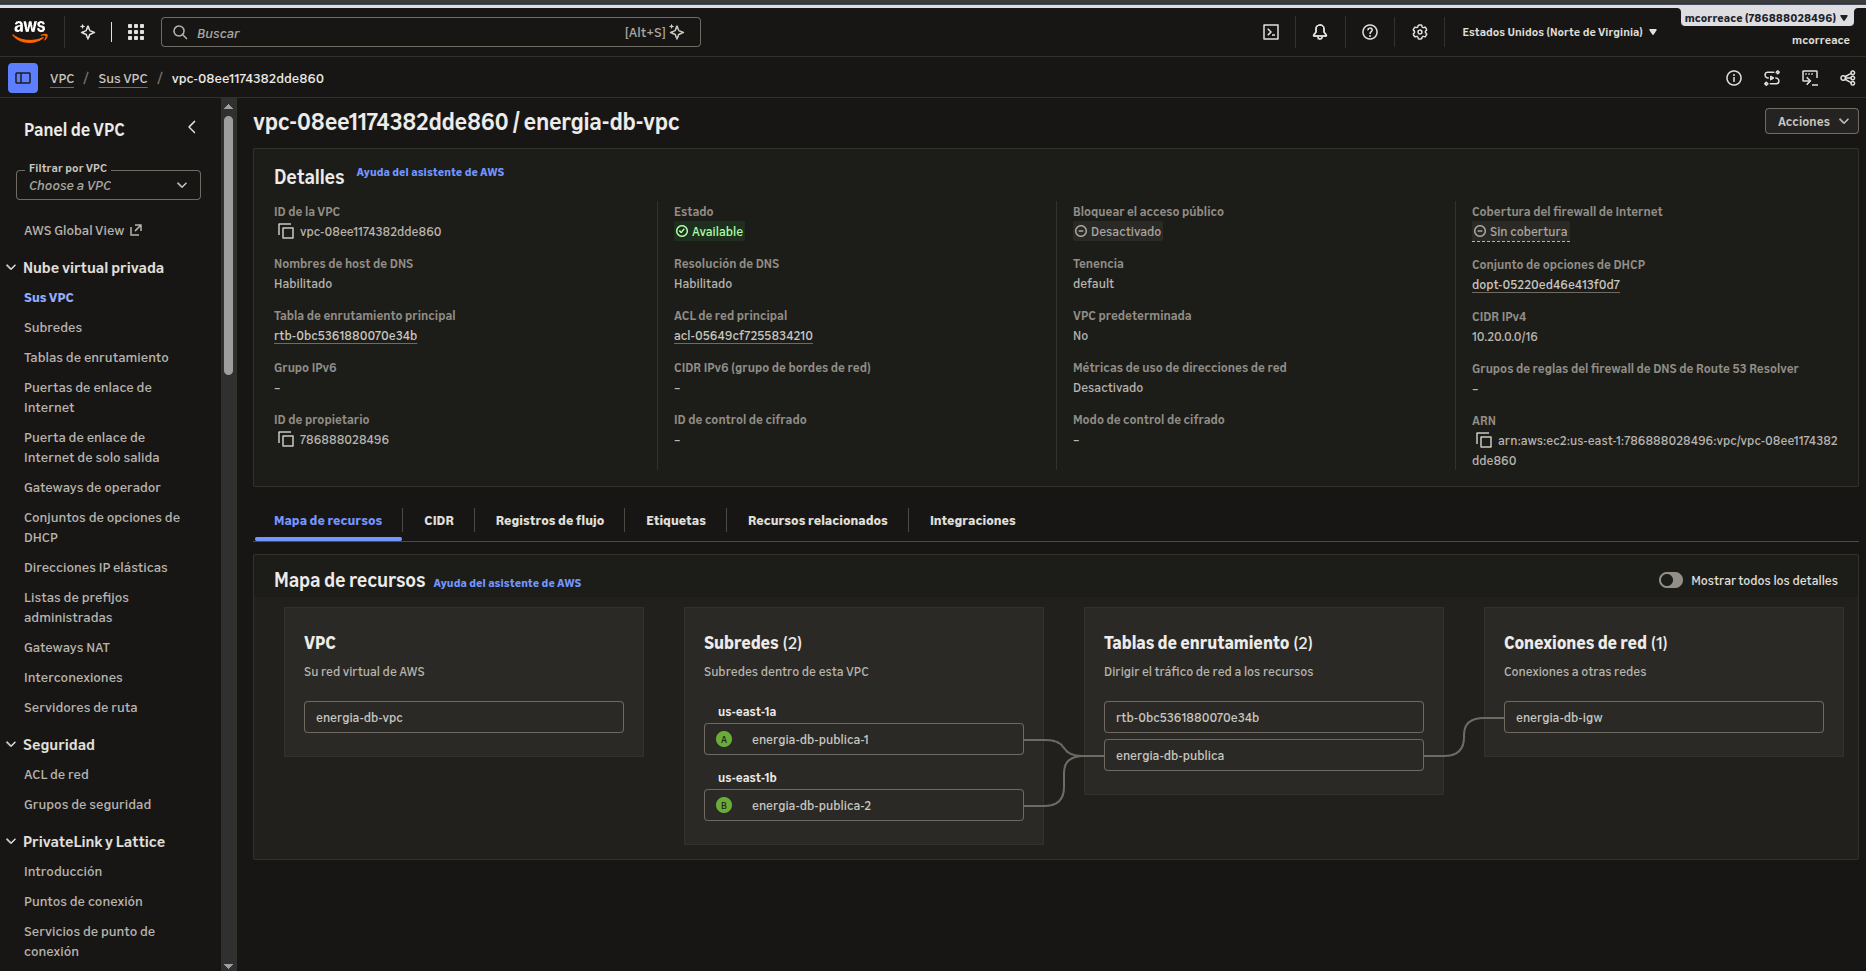 aws
Buscar
[Alt+S]
Estados Unidos (Norte de Virginia)
mcorreace (786888028496)
mcorreace
VPC / Sus VPC / vpc-08ee1174382dde860
Panel de VPC
Filtrar por VPC
Choose a VPC
AWS Global View
Nube virtual privada
Sus VPC
Subredes
Tablas de enrutamiento
Puertas de enlace de
Internet
Puerta de enlace de
Internet de solo salida
Gateways de operador
Conjuntos de opciones de
DHCP
Direcciones IP elásticas
Listas de prefijos
administradas
Gateways NAT
Interconexiones
Servidores de ruta
Seguridad
ACL de red
Grupos de seguridad
PrivateLink y Lattice
Introducción
Puntos de conexión
Servicios de punto de
conexión
vpc-08ee1174382dde860 / energia-db-vpc
Acciones
Detalles
Ayuda del asistente de AWS
ID de la VPC
vpc-08ee1174382dde860
Nombres de host de DNS
Habilitado
Tabla de enrutamiento principal
rtb-0bc5361880070e34b
Grupo IPv6
–
ID de propietario
786888028496
Estado
Available
Resolución de DNS
Habilitado
ACL de red principal
acl-05649cf7255834210
CIDR IPv6 (grupo de bordes de red)
–
ID de control de cifrado
–
Bloquear el acceso público
Desactivado
Tenencia
default
VPC predeterminada
No
Métricas de uso de direcciones de red
Desactivado
Modo de control de cifrado
–
Cobertura del firewall de Internet
Sin cobertura
Conjunto de opciones de DHCP
dopt-05220ed46e413f0d7
CIDR IPv4
10.20.0.0/16
Grupos de reglas del firewall de DNS de Route 53 Resolver
–
ARN
arn:aws:ec2:us-east-1:786888028496:vpc/vpc-08ee1174382
dde860
Mapa de recursos
CIDR
Registros de flujo
Etiquetas
Recursos relacionados
Integraciones
Mapa de recursos
Ayuda del asistente de AWS
Mostrar todos los detalles
VPC
Su red virtual de AWS
energia-db-vpc
Subredes (2)
Subredes dentro de esta VPC
us-east-1a
A energia-db-publica-1
us-east-1b
B energia-db-publica-2
Tablas de enrutamiento (2)
Dirigir el tráfico de red a los recursos
rtb-0bc5361880070e34b
energia-db-publica
Conexiones de red (1)
Conexiones a otras redes
energia-db-igw